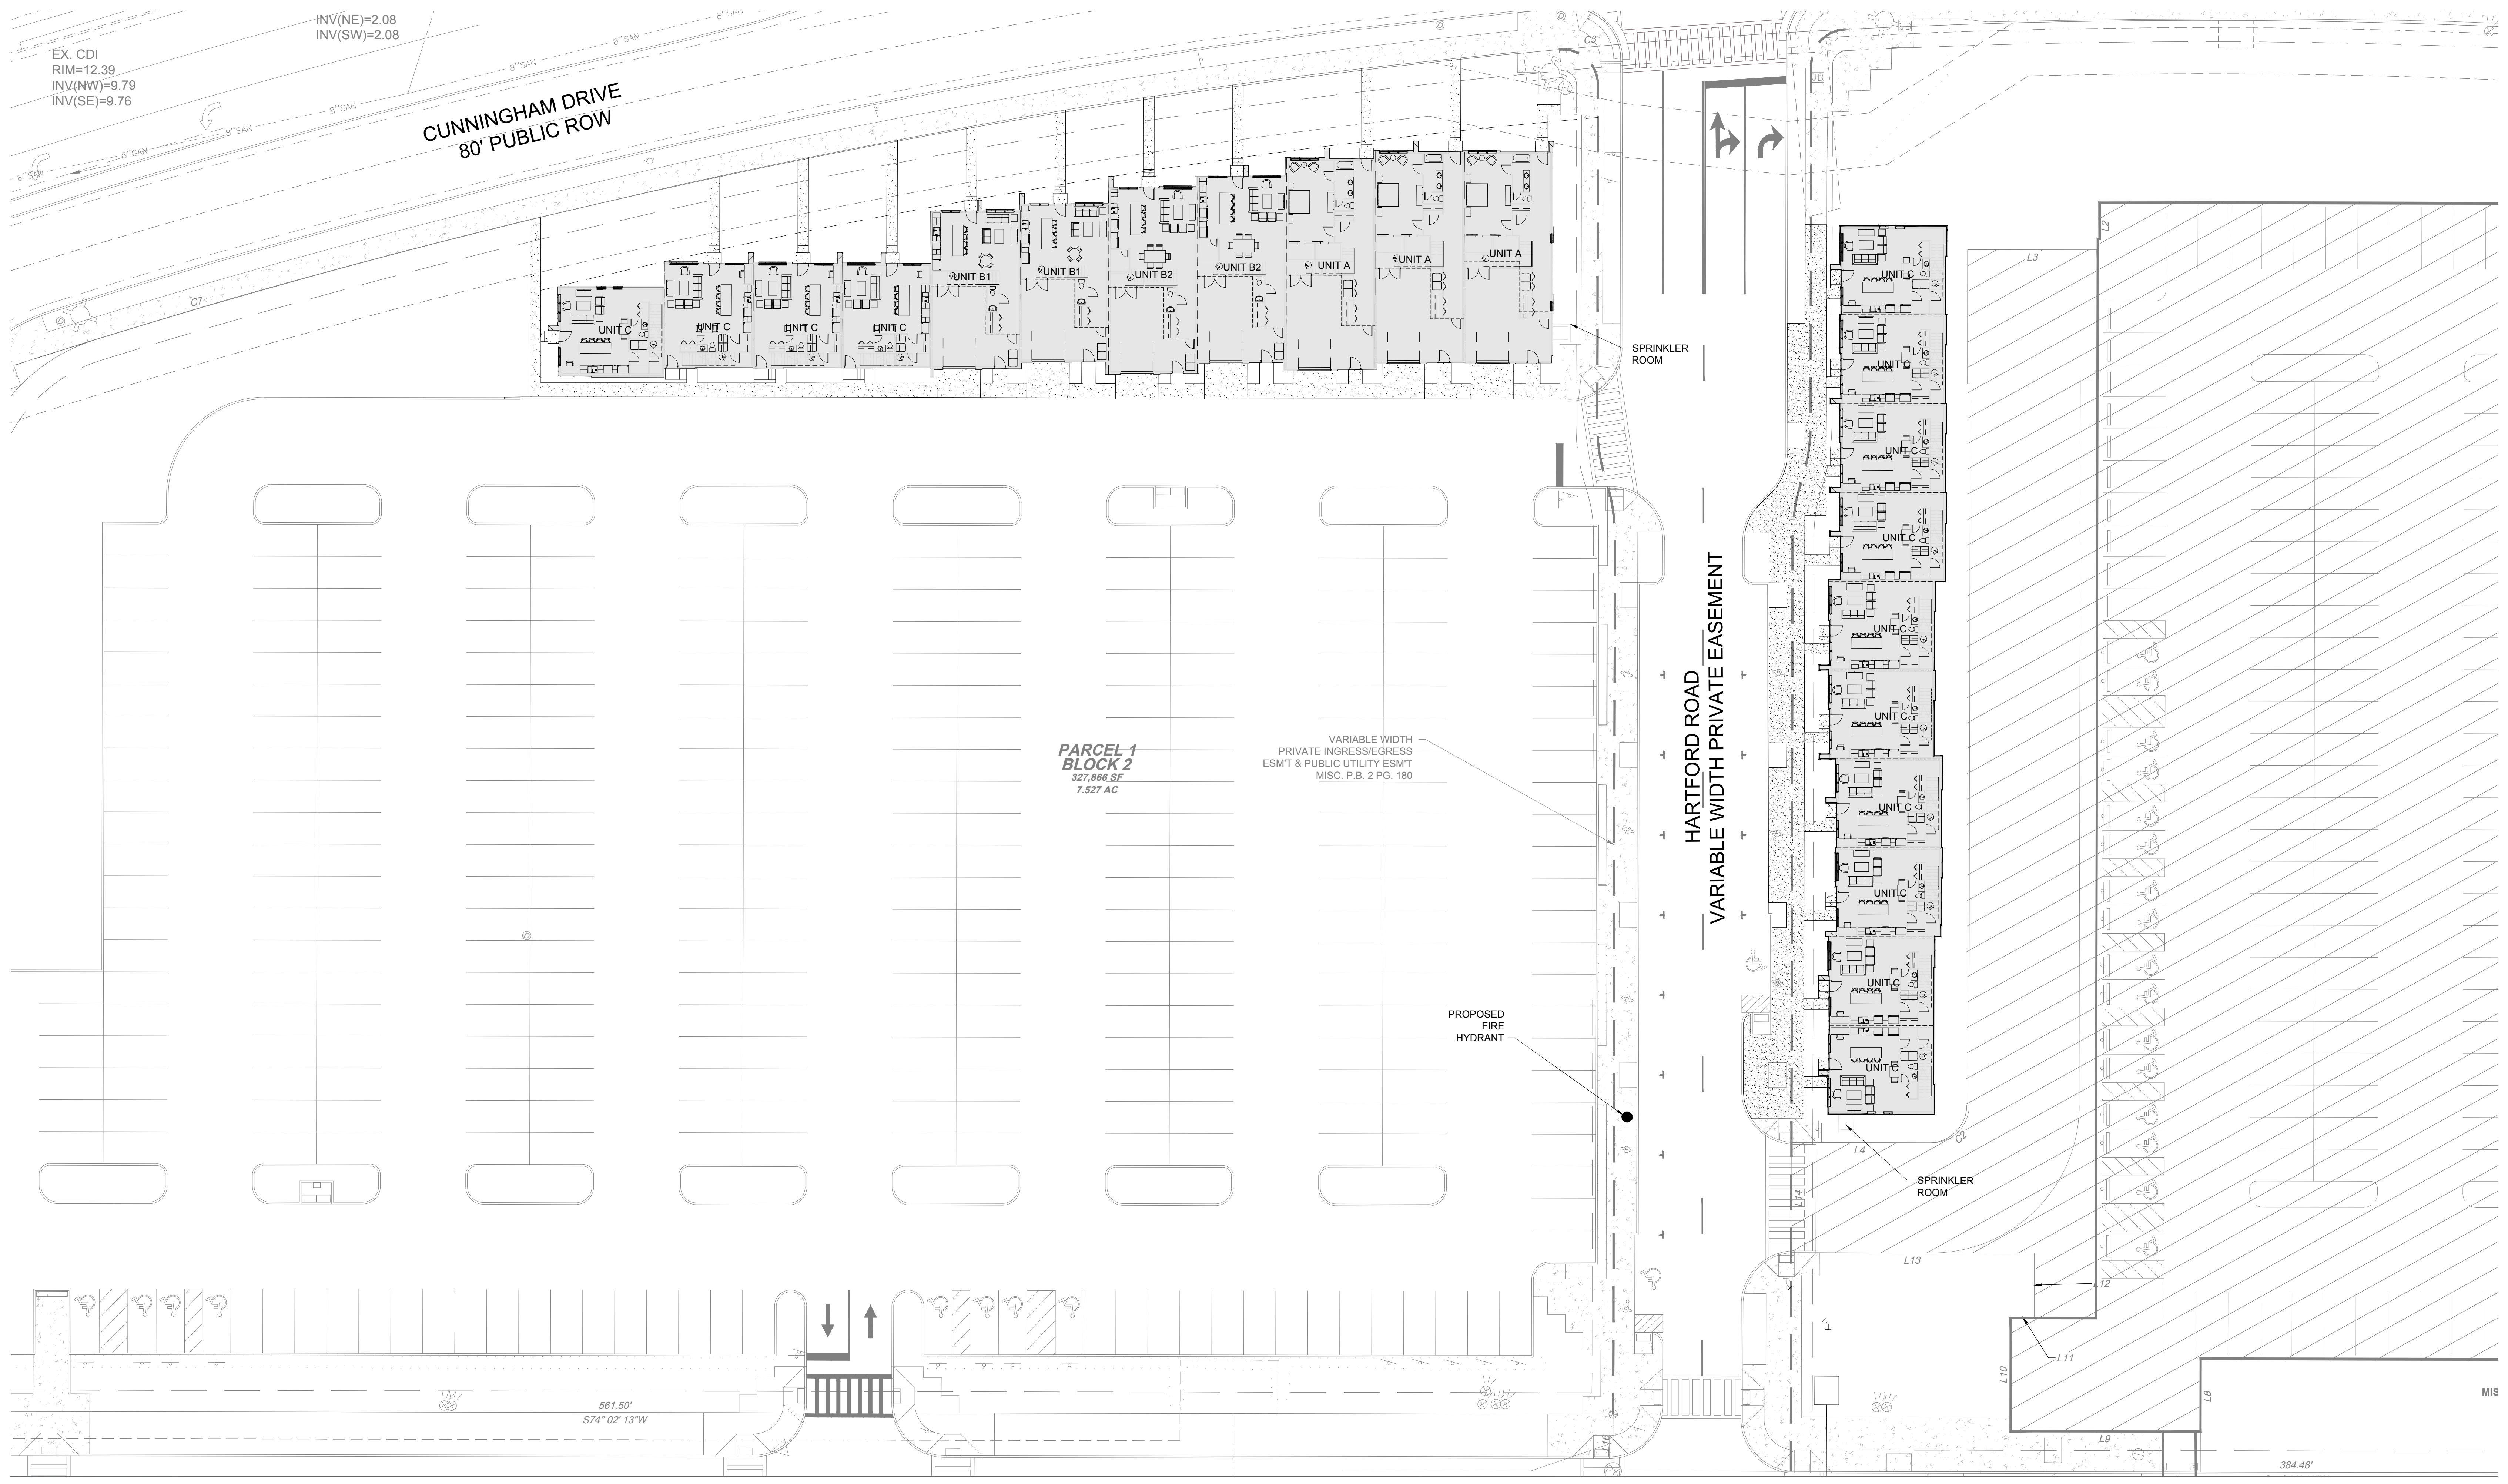 INV(NE)=2.08
INV(SW)=2.08
EX. CDI
RIM=12.39
INV(NW)=9.79
INV(SE)=9.76
8''SAN
8''SAN
8''SAN
8''SAN
8''SAN
8''SAN
8''SAN
CUNNINGHAM DRIVE
80' PUBLIC ROW
C3
C7
L2
L3
UNIT C
UNIT C
UNIT C
UNIT C
UNIT B1
UNIT B1
UNIT B2
UNIT B2
UNIT A
UNIT A
UNIT A
SPRINKLER
ROOM
UNIT C
UNIT C
UNIT C
UNIT C
UNIT C
UNIT C
UNIT C
UNIT C
UNIT C
UNIT C
HARTFORD ROAD
VARIABLE WIDTH PRIVATE EASEMENT
PARCEL 1
BLOCK 2
327,866 SF
7.527 AC
VARIABLE WIDTH
PRIVATE INGRESS/EGRESS
ESM'T & PUBLIC UTILITY ESM'T
MISC. P.B. 2 PG. 180
PROPOSED
FIRE
HYDRANT
C2
L4
SPRINKLER
ROOM
L14
L13
L12
L11
L10
L8
L9
L16
MIS
561.50'
S74° 02' 13"W
384.48'